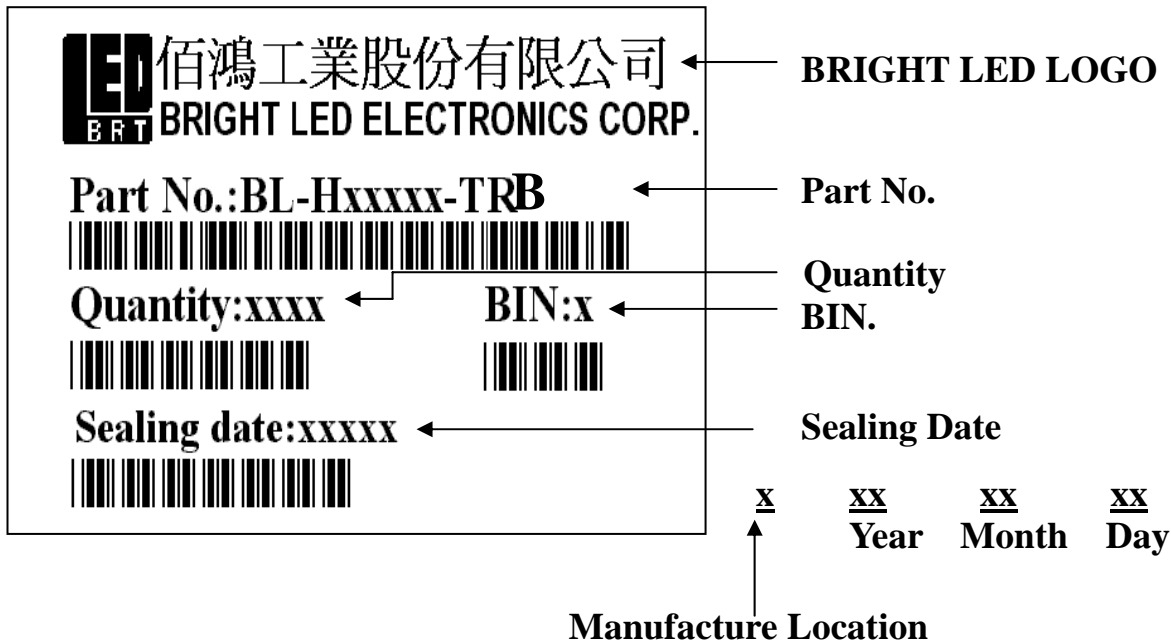 LED 佰鴻工業股份有限公司 BRIGHT LED LOGO
BRT BRIGHT LED ELECTRONICS CORP.
Part No.:BL-Hxxxxx-TRB Part No.
Quantity
Quantity:xxxx BIN:x BIN.
Sealing date:xxxxx Sealing Date
x xx xx xx
Year Month Day
Manufacture Location